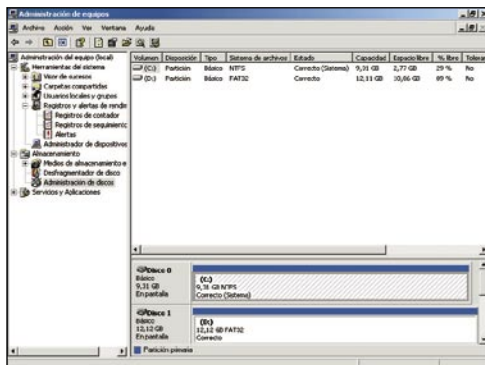 Administración de equipos
Archivo Acción Ver Ventana Ayuda
Administración del equipo (local)
Herramientas del sistema
Visor de sucesos
Carpetas compartidas
Usuarios locales y grupos
Registros y alertas de rendim
Registros de contador
Registros de seguimiento
Alertas
Administrador de dispositivos
Almacenamiento
Medios de almacenamiento e
Desfragmentador de disco
Administración de discos
Servicios y Aplicaciones
Volumen Disposición Tipo Sistema de archivos Estado Capacidad Espacio libre % libre Tolerar
(C:) Partición Básico NTFS Correcto (Sistema) 9,31 GB 2,77 GB 29 % No
(D:) Partición Básico FAT32 Correcto 12,11 GB 10,86 GB 89 % No
Disco 0
Básico
9,31 GB
En pantalla
(C:)
9,31 GB NTFS
Correcto (Sistema)
Disco 1
Básico
12,12 GB
En pantalla
(D:)
12,12 GB FAT32
Correcto
Partición primaria